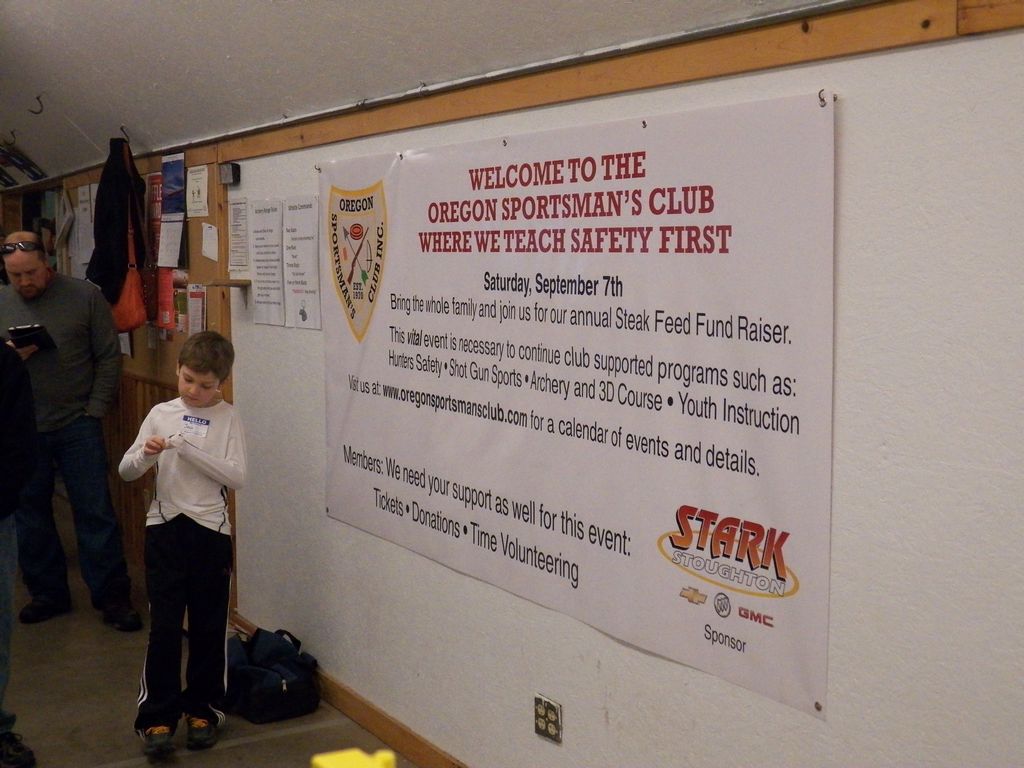 WELCOME TO THE
OREGON SPORTSMAN'S CLUB
WHERE WE TEACH SAFETY FIRST
OREGON
SPORTSMAN'S
CLUB INC.
EST.
1970
Saturday, September 7th
Bring the whole family and join us for our annual Steak Feed Fund Raiser.
This vital event is necessary to continue club supported programs such as:
Hunters Safety • Shot Gun Sports • Archery and 3D Course • Youth Instruction
Visit us at: www.oregonsportsmansclub.com for a calendar of events and details.
Members: We need your support as well for this event:
Tickets • Donations • Time Volunteering
STARK
STOUGHTON
GMC
Sponsor
HELLO